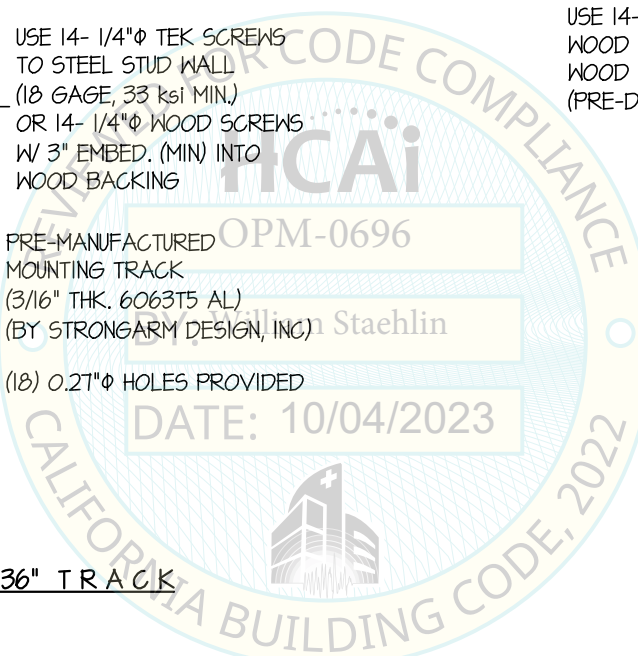 USE 14- 1/4"Φ TEK SCREWS
TO STEEL STUD WALL
(18 GAGE, 33 ksi MIN.)
OR 14- 1/4"Φ WOOD SCREWS
W/ 3" EMBED. (MIN) INTO
WOOD BACKING
PRE-MANUFACTURED
MOUNTING TRACK
(3/16" THK. 6063T5 AL)
(BY STRONGARM DESIGN, INC)
(18) 0.27"Φ HOLES PROVIDED
36" TRACK
USE 14-
WOOD
WOOD
(PRE-D
REVIEWED FOR CODE COMPLIANCE
HCAi
OPM-0696
BY: William Staehlin
DATE: 10/04/2023
CALIFORNIA BUILDING CODE, 2022